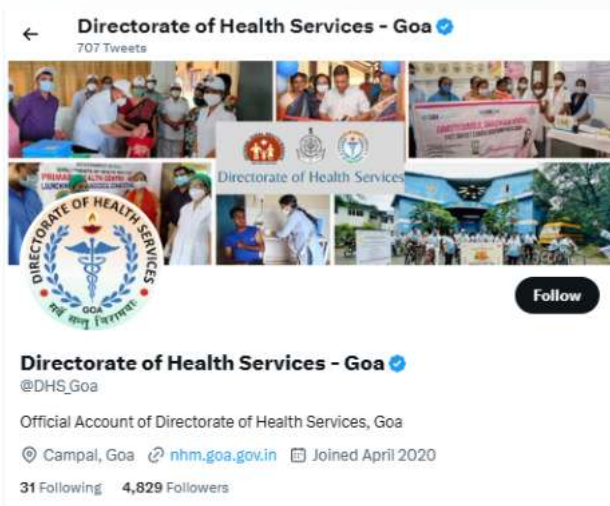 Directorate of Health Services - Goa
707 Tweets
Directorate of Health Services
DIRECTORATE OF HEALTH SERVICES
GOA
सर्वे सन्तु निरामयाः
Follow
Directorate of Health Services - Goa
@DHS_Goa
Official Account of Directorate of Health Services, Goa
Campal, Goa nhm.goa.gov.in Joined April 2020
31 Following 4,829 Followers